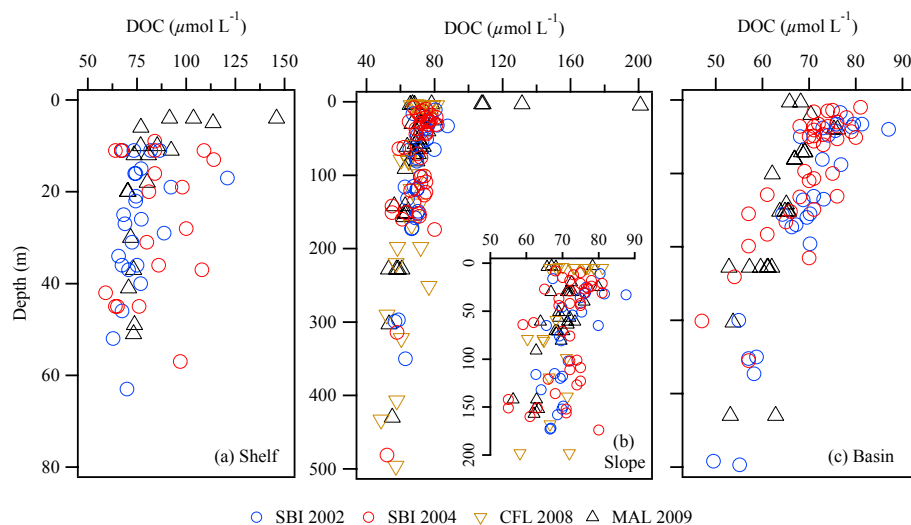 DOC (µmol L⁻¹)
DOC (µmol L⁻¹)
DOC (µmol L⁻¹)
50 75 100 125 150
40 80 120 160 200
50 60 70 80 90
Depth (m)
0
20
40
60
80
0
100
200
300
400
500
50 60 70 80 90
0
50
100
150
200
(a) Shelf
(b)
Slope
(c) Basin
SBI 2002 SBI 2004 CFL 2008 MAL 2009